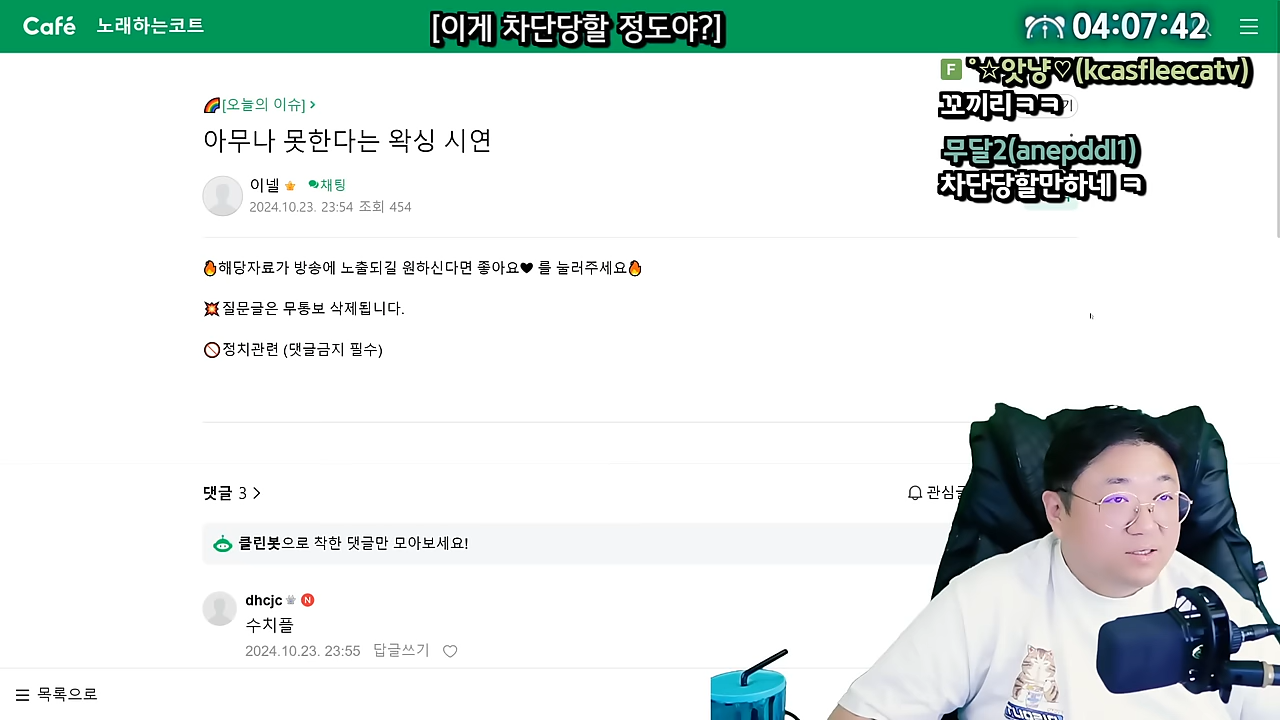 Café 노래하는코트
[이게 차단당할 정도야?]
04:07:42
F °☆앗냥♡(kcasfleecatv)
꼬끼리ㅋㅋ
무달2(anepddl1)
차단당할만하네 ㅋ
[오늘의 이슈] >
아무나 못한다는 왁싱 시연
이넬 채팅
2024.10.23. 23:54 조회 454
해당자료가 방송에 노출되길 원하신다면 좋아요🖤 를 눌러주세요
질문글은 무통보 삭제됩니다.
정치관련 (댓글금지 필수)
댓글 3 >
관심글
클린봇으로 착한 댓글만 모아보세요!
dhcjc N
수치플
2024.10.23. 23:55 답글쓰기
목록으로